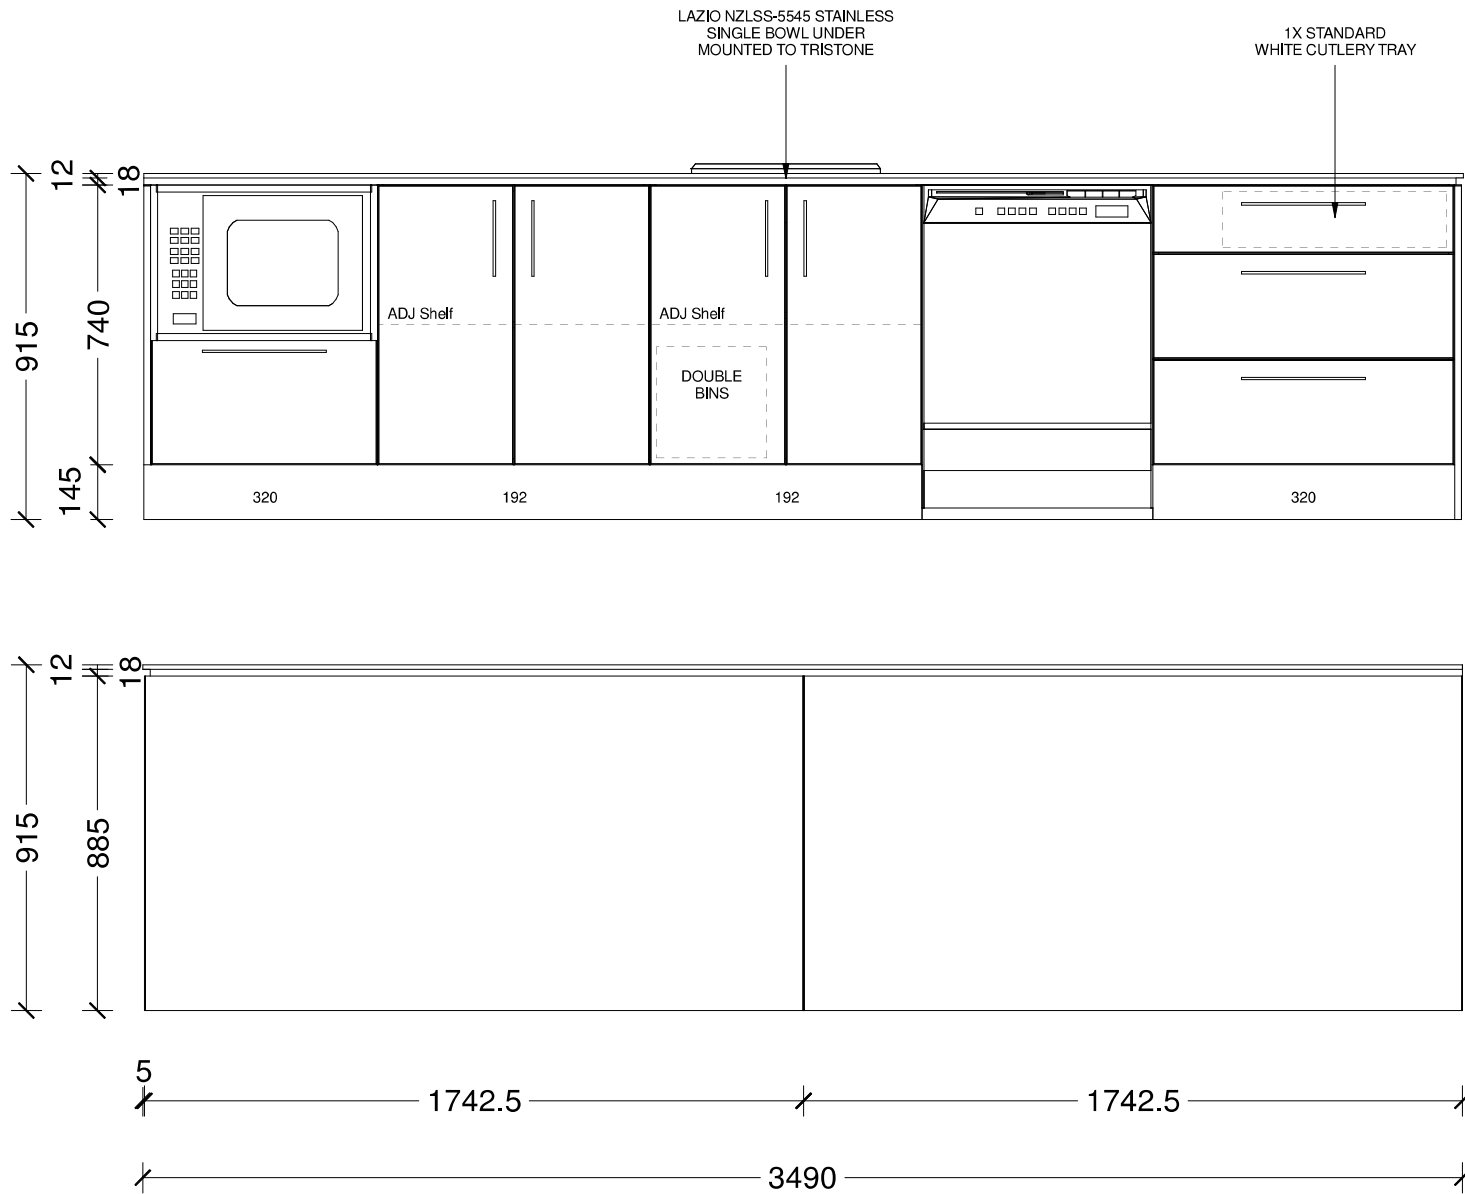 LAZIO NZLSS-5545 STAINLESS
SINGLE BOWL UNDER
MOUNTED TO TRISTONE
1X STANDARD
WHITE CUTLERY TRAY
12
18
915
740
145
ADJ Shelf
ADJ Shelf
DOUBLE
BINS
320
192
192
320
12
18
915
885
5
1742.5
1742.5
3490